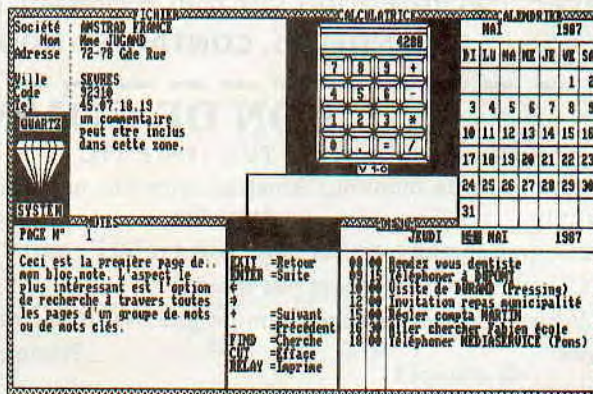 FICHIER
Société : AMSTRAD FRANCE
Nom : Mme JUGAND
Adresse : 72-78 Gde Rue
Ville : SEVRES
Code : 92310
Tel : 45.07.18.19
un commentaire
peut etre inclus
dans cette zone.
QUARTZ
SYSTEM
CALCULATRICE
4280
7 8 9 +
4 5 6 -
1 2 3 *
0 . = /
V 1-0
CALENDRIER
MAI 1987
DI LU MA ME JE VE SA
1 2
3 4 5 6 7 8 9
10 11 12 13 14 15 16
17 18 19 20 21 22 23
24 25 26 27 28 29 30
31
NOTES
PAGE N° 1
Ceci est la première page de..
mon bloc.note. L'aspect le
plus intéressant est l'option
de recherche à travers toutes
les pages d'un groupe de mots
ou de mots clés.
EXIT =Retour
ENTER =Suite
←
→
+ =Suivant
- =Précédent
FIND =Cherche
CUT =Efface
RELAY =Imprime
JEUDI MAI 1987
08 00 Rendez vous dentiste
09 15 Téléphoner à
10 00 Visite de DURAND (Pressing)
12 00 Invitation repas municipalité
15 00 Régler compta MARTIN
16 30 Aller chercher Fabien école
18 00 Téléphoner MEDIASERVICE (Pons)